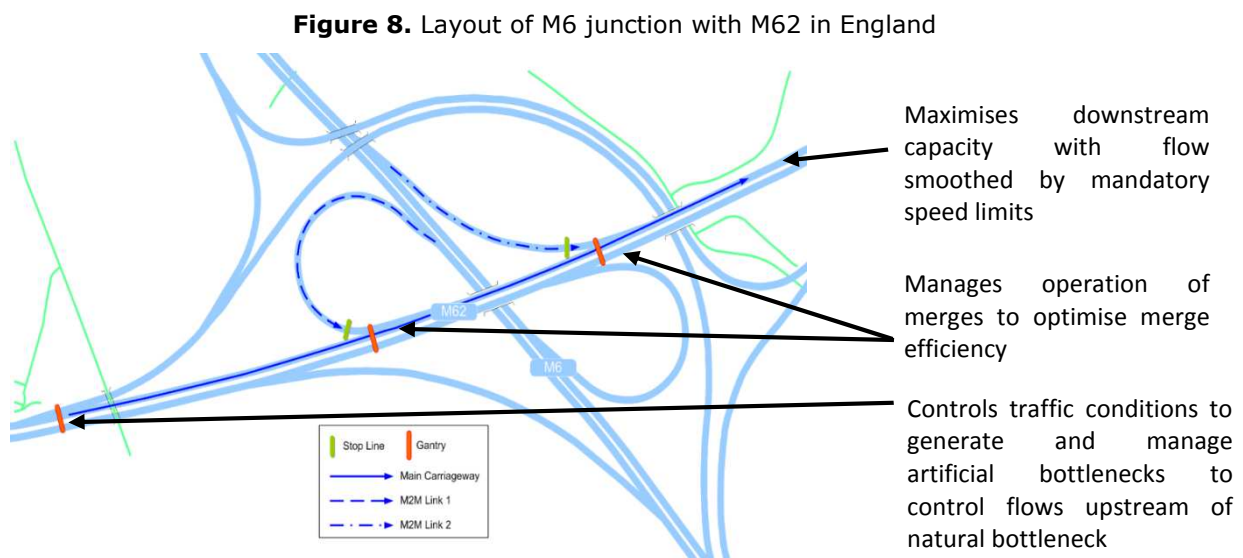 Figure 8. Layout of M6 junction with M62 in England
Maximises downstream
capacity with flow
smoothed by mandatory
speed limits
Manages operation of
merges to optimise merge
efficiency
M62
M6
Controls traffic conditions to
generate and manage
artificial bottlenecks to
control flows upstream of
natural bottleneck
Stop Line Gantry
Main Carriageway
M2M Link 1
M2M Link 2